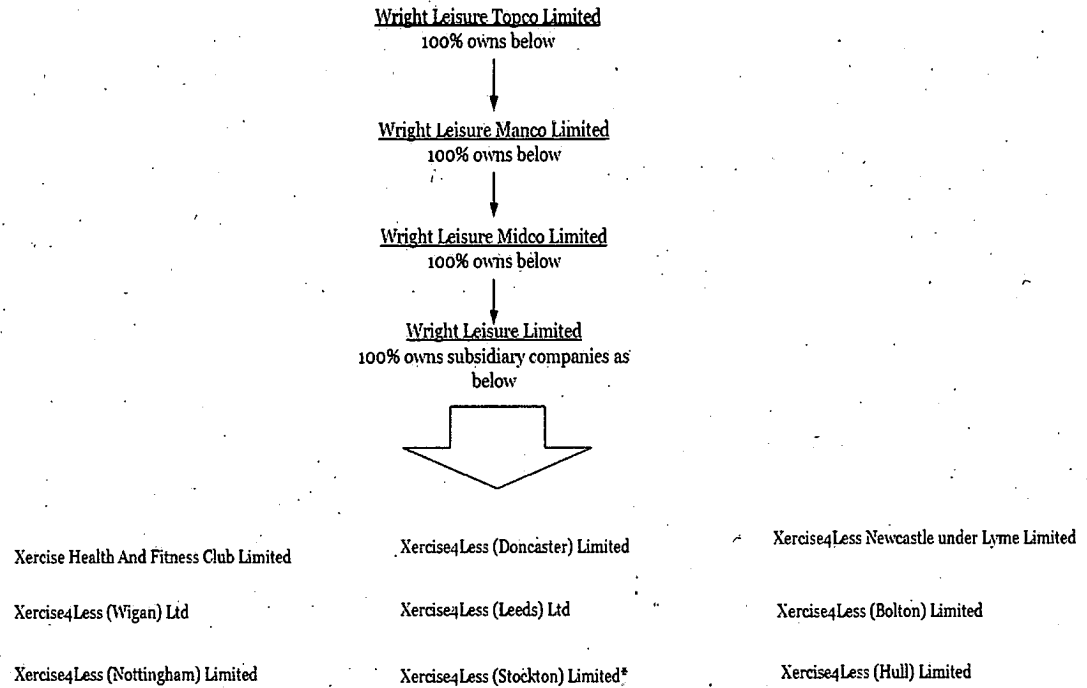 Wright Leisure Topco Limited
100% owns below
Wright Leisure Manco Limited
100% owns below
Wright Leisure Midco Limited
100% owns below
Wright Leisure Limited
100% owns subsidiary companies as
below
Xercise Health And Fitness Club Limited
Xercise4Less (Doncaster) Limited
Xercise4Less Newcastle under Lyme Limited
Xercise4Less (Wigan) Ltd
Xercise4Less (Leeds) Ltd
Xercise4Less (Bolton) Limited
Xercise4Less (Nottingham) Limited
Xercise4Less (Stockton) Limited*
Xercise4Less (Hull) Limited